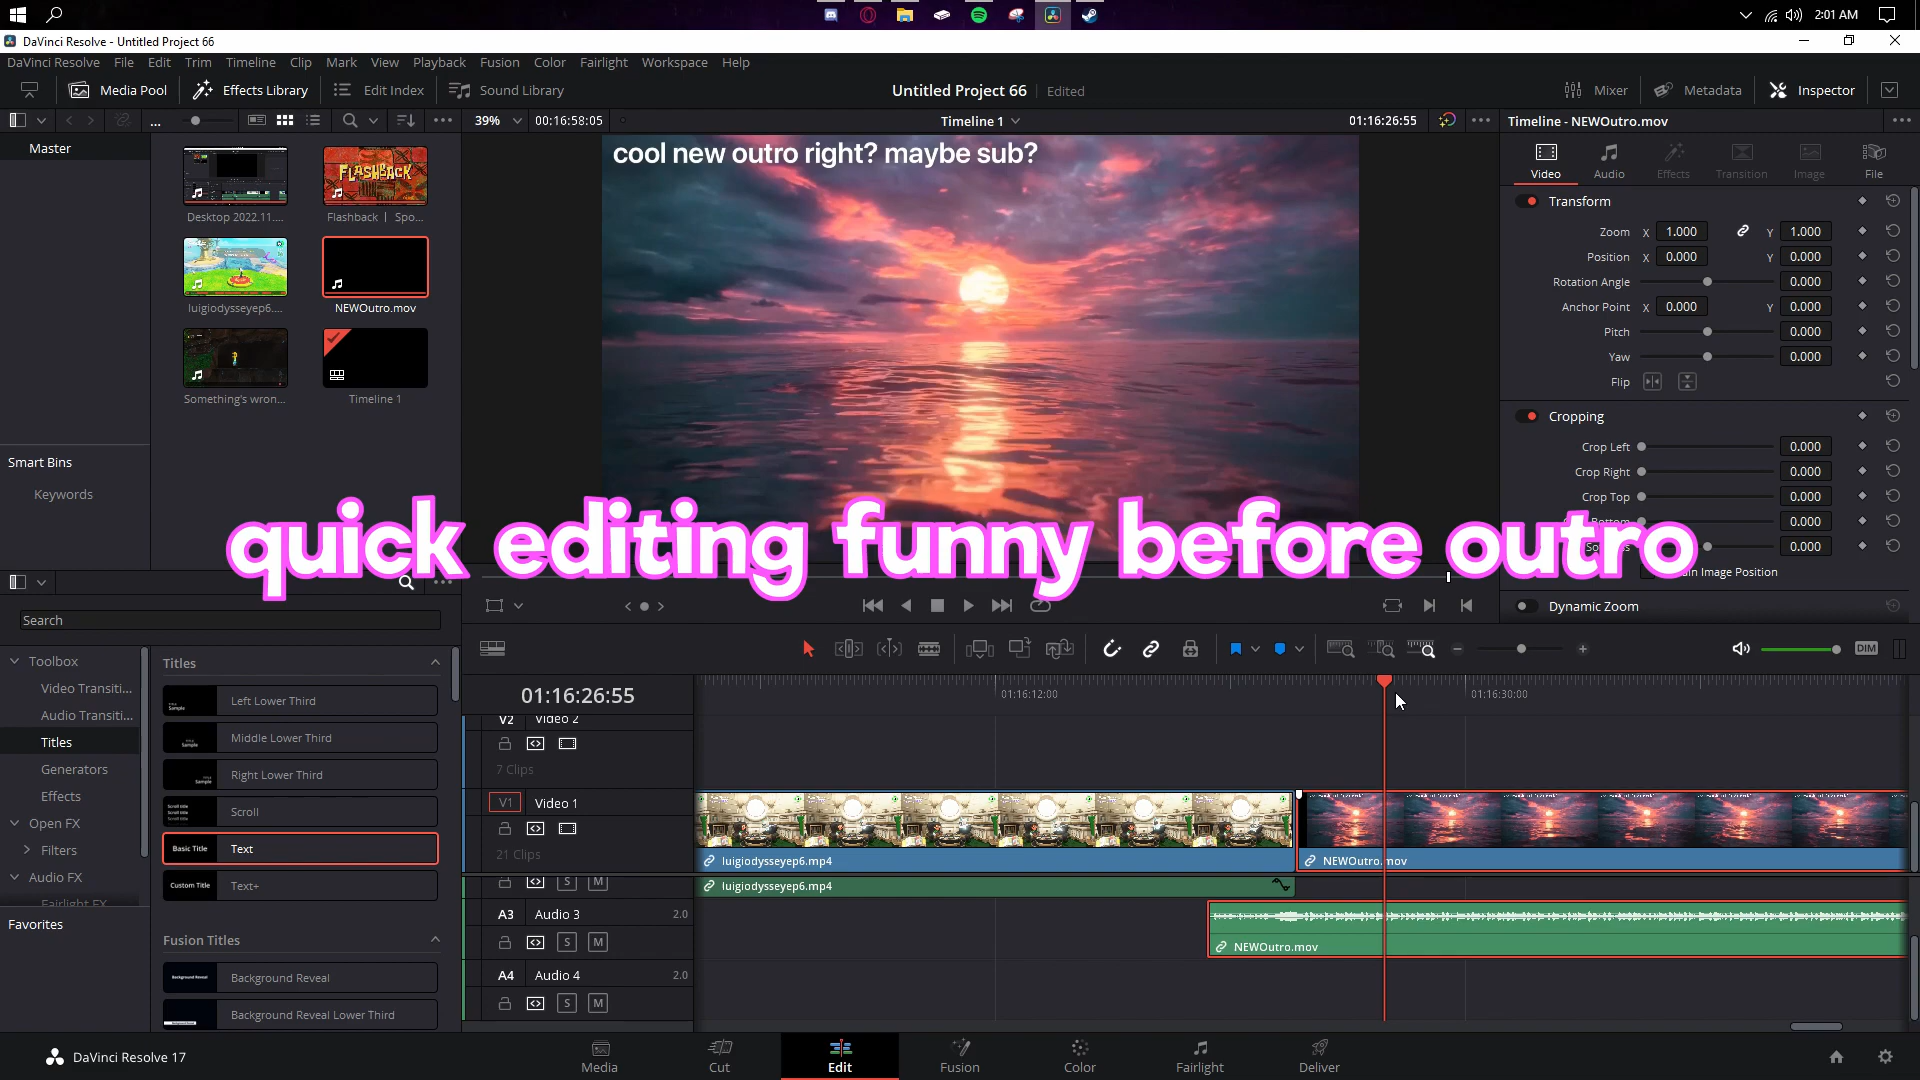 2:01 AM
DaVinci Resolve - Untitled Project 66
DaVinci Resolve File Edit Trim Timeline Clip Mark View Playback Fusion Color Fairlight Workspace Help
Media Pool Effects Library Edit Index Sound Library Untitled Project 66 Edited Mixer Metadata Inspector
... 39% 00:16:58:05 Timeline 1 01:16:26:55 Timeline - NEWOutro.mov
Master
cool new outro right? maybe sub?
Video Audio Effects Transition Image File
FLASHBACK
Desktop 2022.11.... Flashback | Spo...
luigiodysseyep6.... NEWOutro.mov
Something's wron... Timeline 1
Transform
Zoom X 1.000 Y 1.000
Position X 0.000 Y 0.000
Rotation Angle 0.000
Anchor Point X 0.000 Y 0.000
Pitch 0.000
Yaw 0.000
Flip
Cropping
Crop Left 0.000
Crop Right 0.000
Crop Top 0.000
0.000
0.000
Image Position
Dynamic Zoom
Smart Bins
Keywords
quick editing funny before outro
Search
Toolbox
Video Transiti...
Audio Transiti...
Titles
Generators
Effects
Open FX
Filters
Audio FX
Fairlight FX
Favorites
Titles
Left Lower Third
Middle Lower Third
Right Lower Third
Scroll
Basic Title Text
Custom Title Text+
Fusion Titles
Background Reveal Background Reveal
Background Reveal Lower Third
DIM
01:16:26:55 01:16:12:00 01:16:30:00
V2 Video 2
7 Clips
V1 Video 1
21 Clips
luigiodysseyep6.mp4 NEWOutro.mov
S M luigiodysseyep6.mp4
A3 Audio 3 2.0
S M NEWOutro.mov
A4 Audio 4 2.0
S M
DaVinci Resolve 17 Media Cut Edit Fusion Color Fairlight Deliver